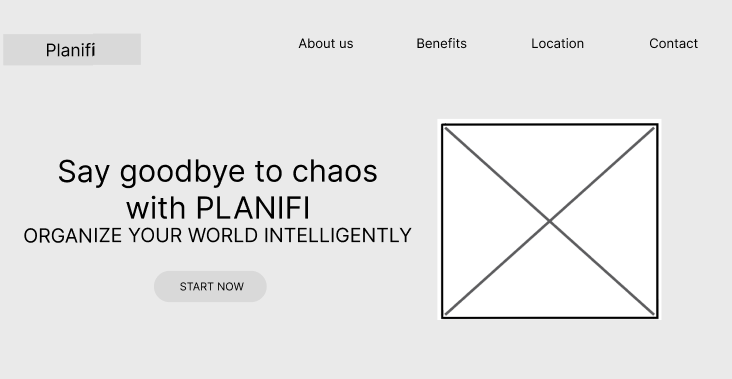 Planifi
About us
Benefits
Location
Contact
Say goodbye to chaos
with PLANIFI
ORGANIZE YOUR WORLD INTELLIGENTLY
START NOW